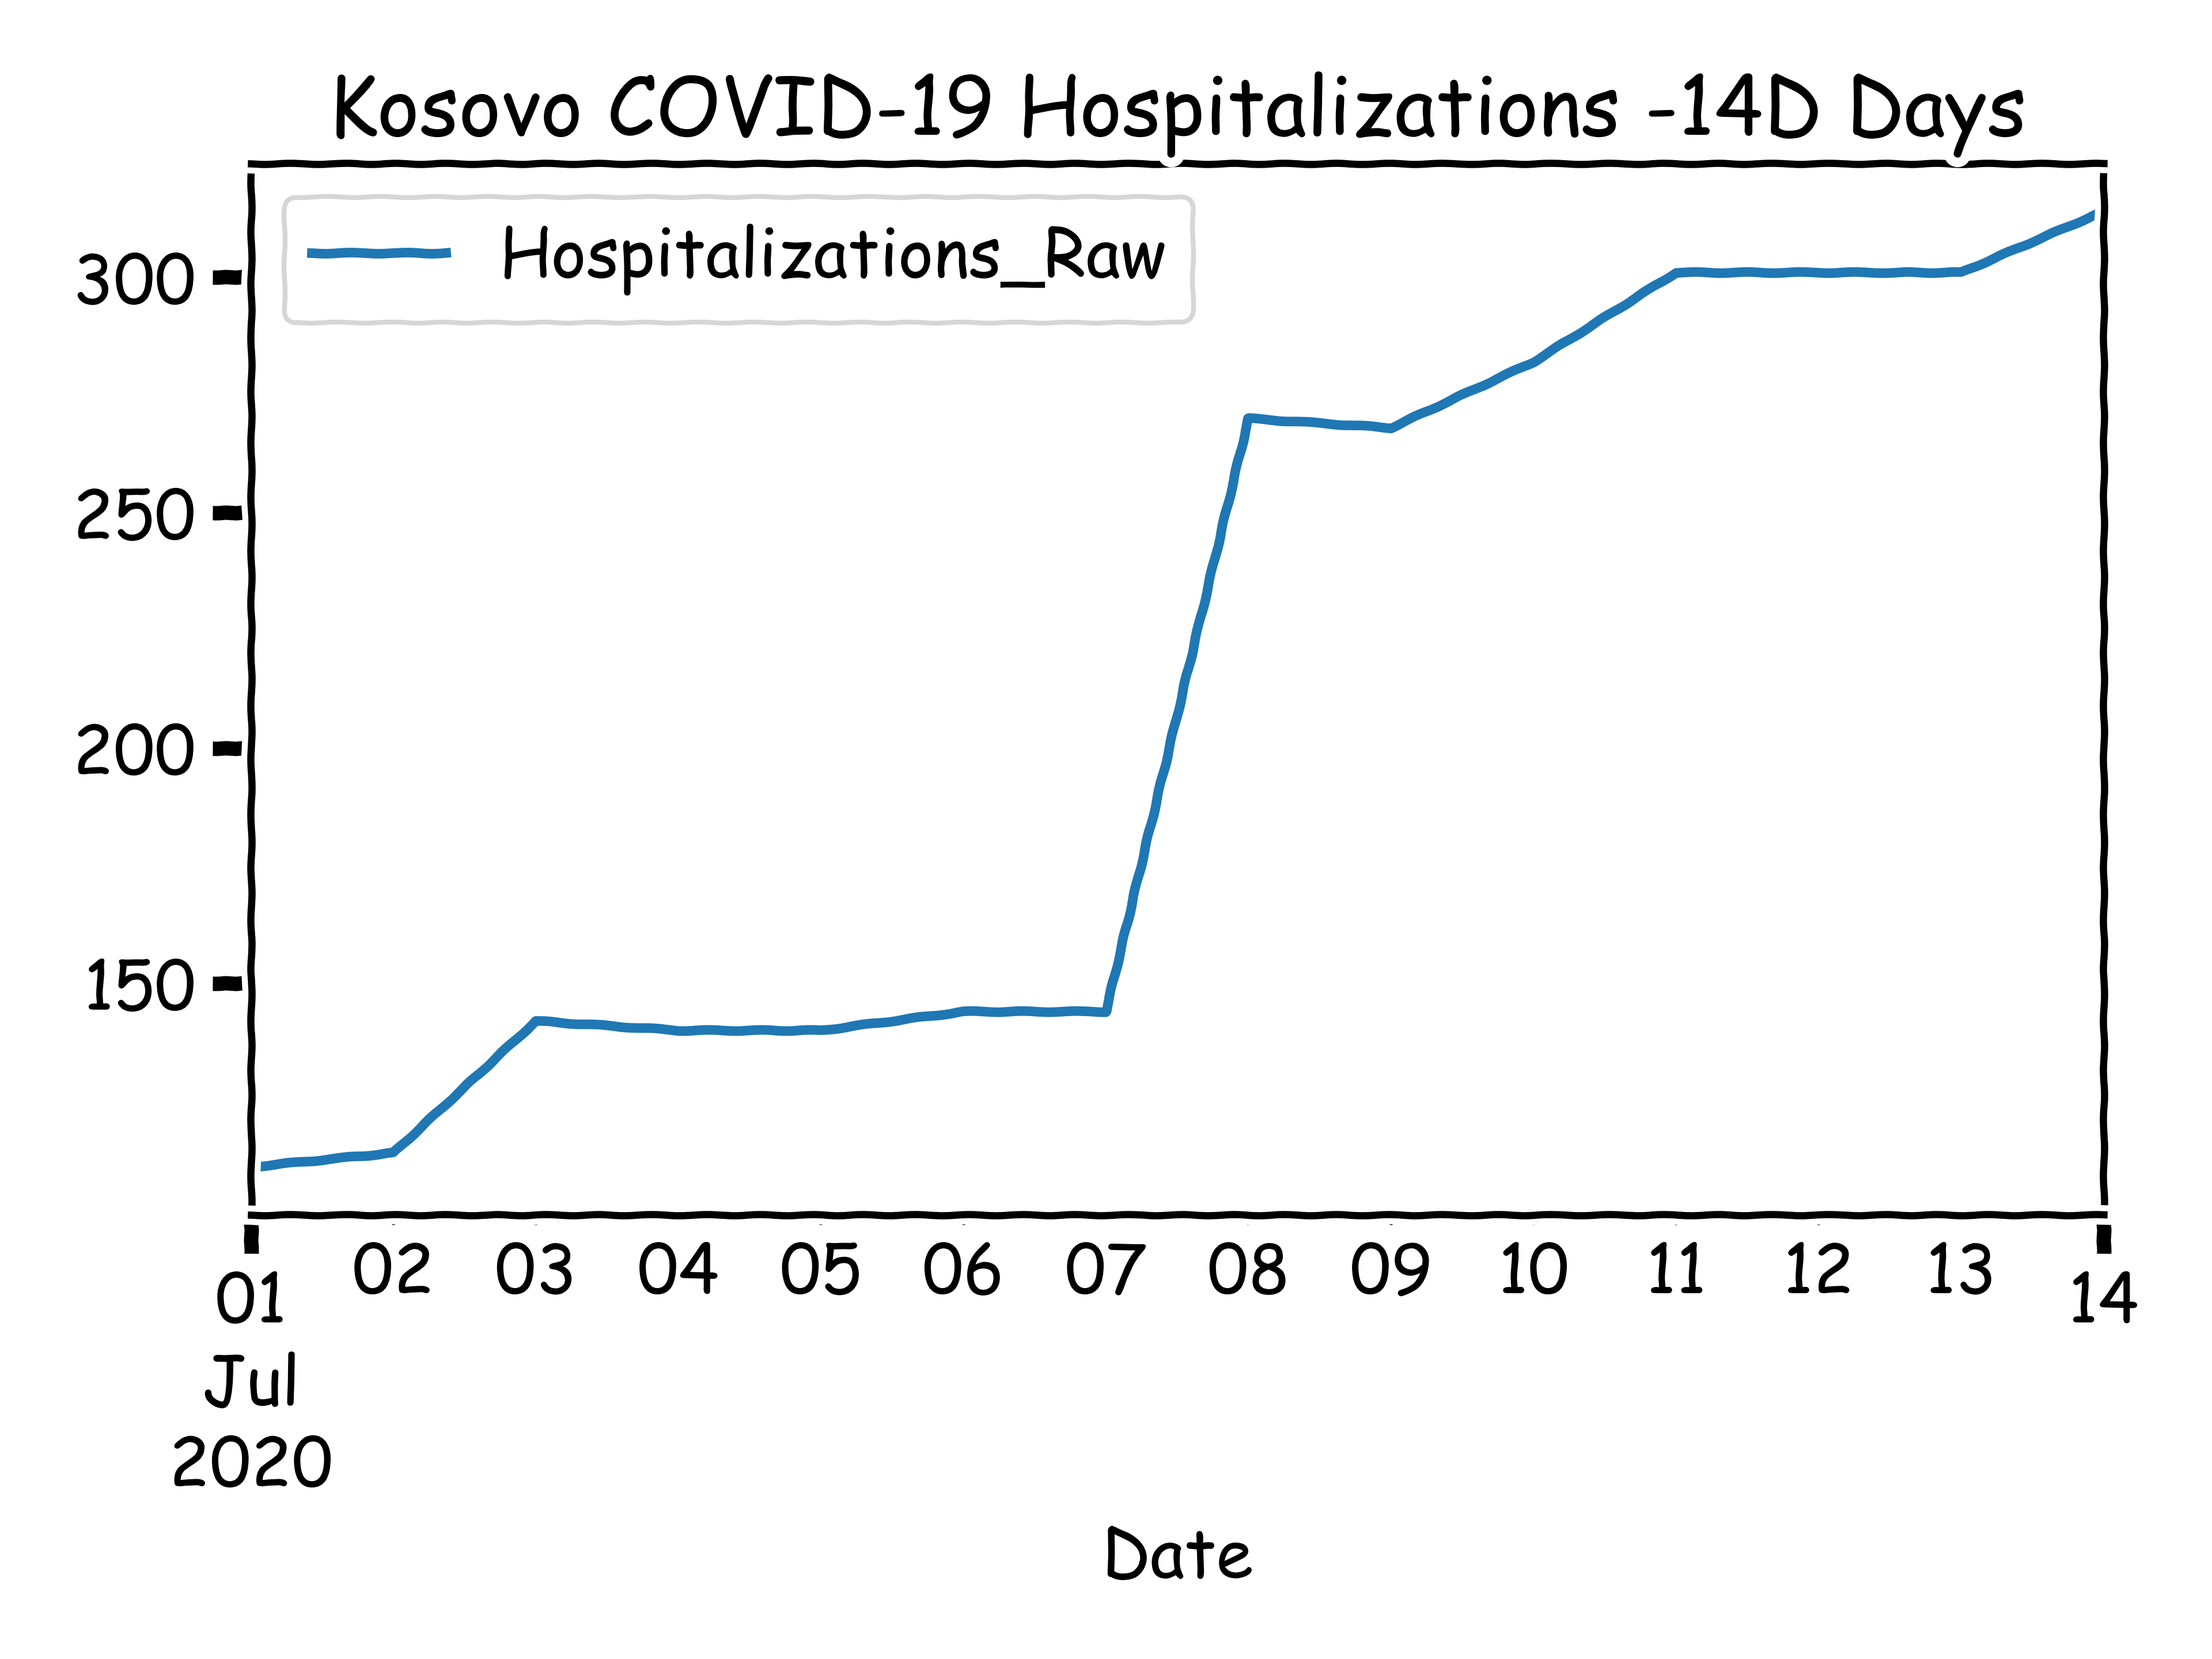 Kosovo COVID-19 Hospitalizations -14D Days
Hospitalizations_Raw
300
250
200
150
01 02 03 04 05 06 07 08 09 10 11 12 13 14
Jul
2020
Date